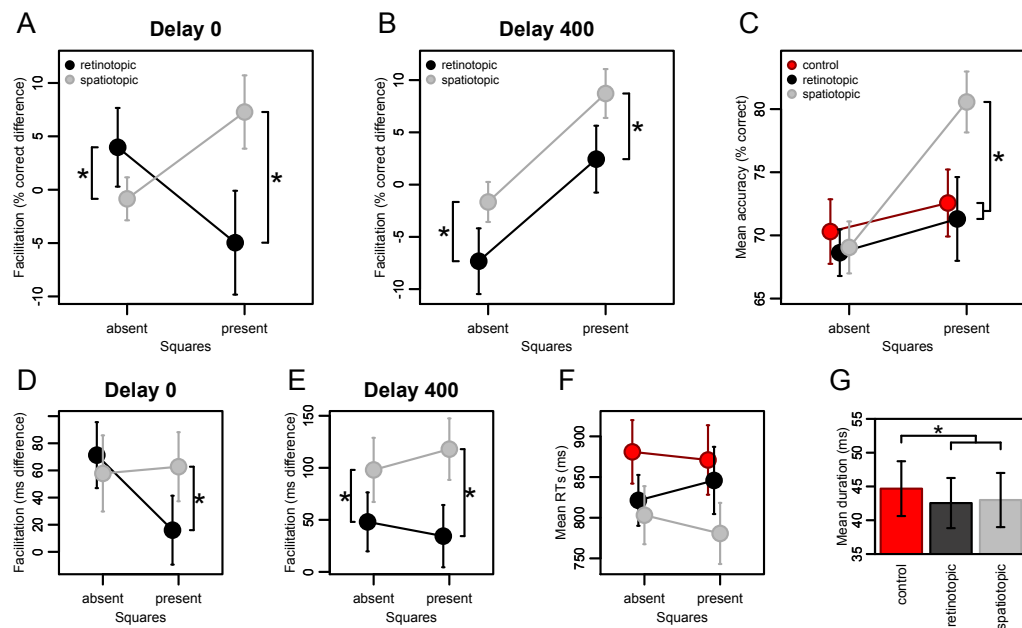 A
Delay 0
Facilitation (% correct difference)
10
5
0
-5
-10
retinotopic
spatiotopic
*
*
absent
present
Squares
B
Delay 400
Facilitation (% correct difference)
10
5
0
-5
-10
retinotopic
spatiotopic
*
*
absent
present
Squares
C
Mean accuracy (% correct)
80
75
70
65
control
retinotopic
spatiotopic
*
absent
present
Squares
D
Delay 0
Facilitation (ms difference)
80
60
40
20
0
*
absent
present
Squares
E
Delay 400
Facilitation (ms difference)
150
100
50
0
*
*
absent
present
Squares
F
Mean RTs (ms)
900
850
800
750
absent
present
Squares
G
Mean duration (ms)
55
50
45
40
35
*
control
retinotopic
spatiotopic